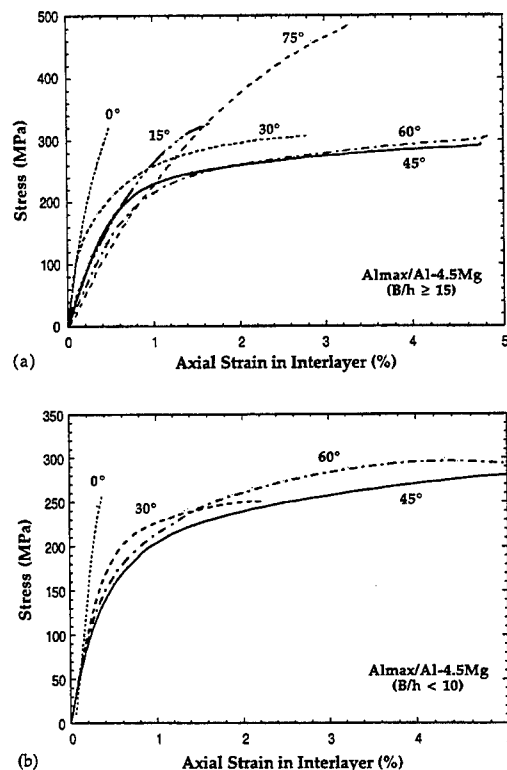 500
400
300
200
100
0
Stress (MPa)
0°
15°
30°
75°
60°
45°
Almax/Al-4.5Mg
(B/h ≥ 15)
0 1 2 3 4 5
(a)
Axial Strain in Interlayer (%)
350
300
250
200
150
100
50
0
Stress (MPa)
0°
30°
60°
45°
Almax/Al-4.5Mg
(B/h < 10)
0 1 2 3 4 5
(b)
Axial Strain in Interlayer (%)